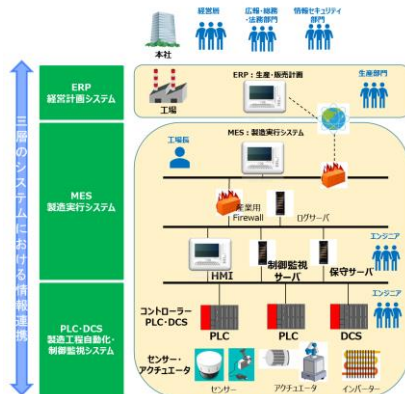 経営層
広報・総務・法務部門
情報セキュリティ部門
本社
三層のシステムにおける情報連携
ERP
経営計画システム
ERP:生産・販売計画
生産部門
工場
MES
製造実行システム
工場長
MES:製造実行システム
産業用
Firewall
ログサーバ
エンジニア
HMI
制御監視
サーバ
保守サーバ
PLC・DCS
製造工程自動化・
制御監視システム
コントローラー
PLC・DCS
エンジニア
PLC
PLC
DCS
センサー・
アクチュエータ
センサー
アクチュエータ
インバーター